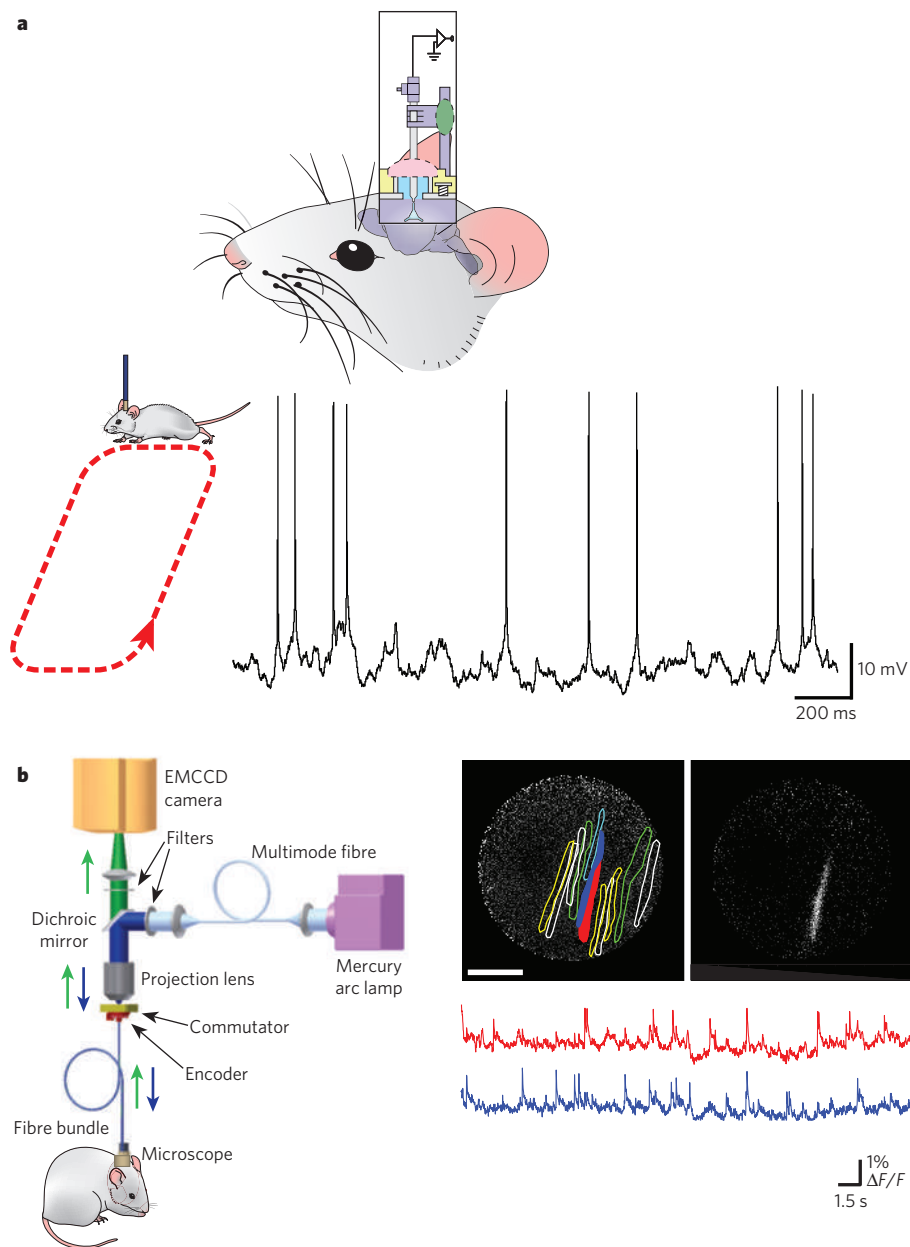 a
10 mV
200 ms
b
EMCCD
camera
Filters
Multimode fibre
Dichroic
mirror
Projection lens
Mercury
arc lamp
Commutator
Encoder
Fibre bundle
Microscope
1%
ΔF/F
1.5 s